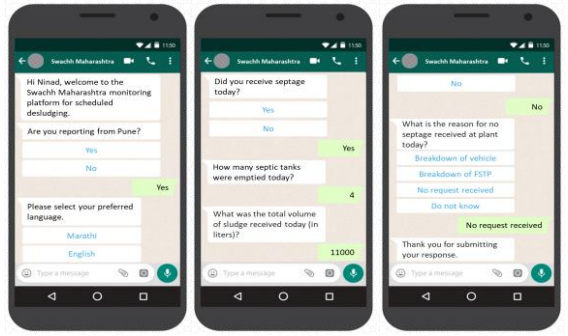 11:50
Swachh Maharashtra
Hi Ninad, welcome to the
Swachh Maharashtra monitoring
platform for scheduled
desludging.
Are you reporting from Pune?
Yes
No
Yes
Please select your preferred
language.
Marathi
English
Type a message
11:50
Swachh Maharashtra
Did you receive septage
today?
Yes
No
Yes
How many septic tanks
were emptied today?
4
What was the total volume
of sludge received today (in
liters)?
11000
Type a message
11:50
Swachh Maharashtra
No
No
What is the reason for no
septage received at plant
today?
Breakdown of vehicle
Breakdown of FSTP
No request received
Do not know
No request received
Thank you for submitting
your response.
Type a message